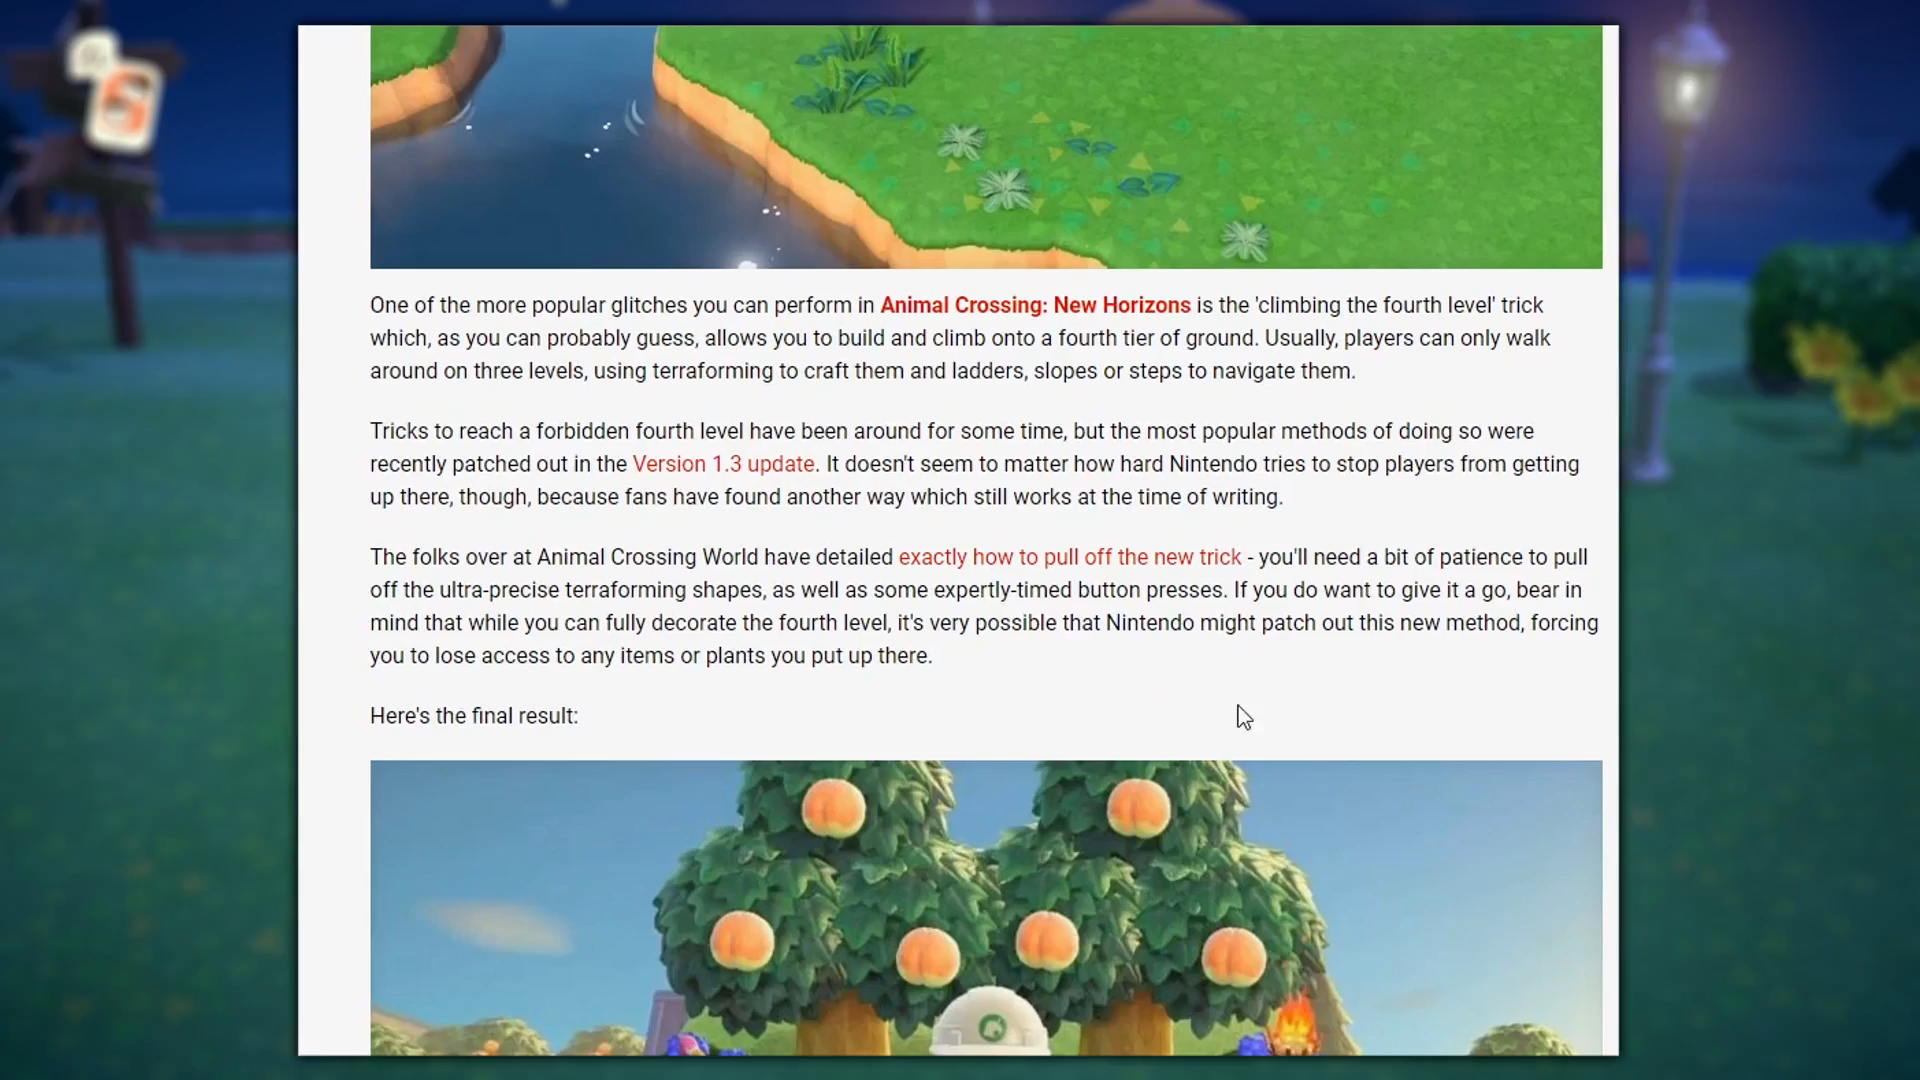 One of the more popular glitches you can perform in Animal Crossing: New Horizons is the 'climbing the fourth level' trick
which, as you can probably guess, allows you to build and climb onto a fourth tier of ground. Usually, players can only walk
around on three levels, using terraforming to craft them and ladders, slopes or steps to navigate them.
Tricks to reach a forbidden fourth level have been around for some time, but the most popular methods of doing so were
recently patched out in the Version 1.3 update. It doesn't seem to matter how hard Nintendo tries to stop players from getting
up there, though, because fans have found another way which still works at the time of writing.
The folks over at Animal Crossing World have detailed exactly how to pull off the new trick - you'll need a bit of patience to pull
off the ultra-precise terraforming shapes, as well as some expertly-timed button presses. If you do want to give it a go, bear in
mind that while you can fully decorate the fourth level, it's very possible that Nintendo might patch out this new method, forcing
you to lose access to any items or plants you put up there.
Here's the final result: